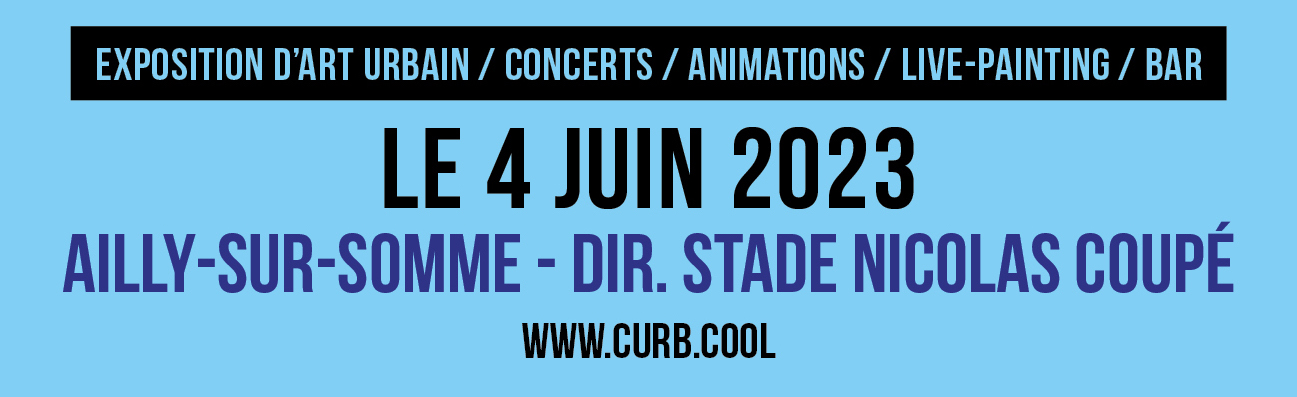 EXPOSITION D’ART URBAIN / CONCERTS / ANIMATIONS / LIVE-PAINTING / BAR
LE 4 JUIN 2023
AILLY-SUR-SOMME - DIR. STADE NICOLAS COUPÉ
WWW.CURB.COOL